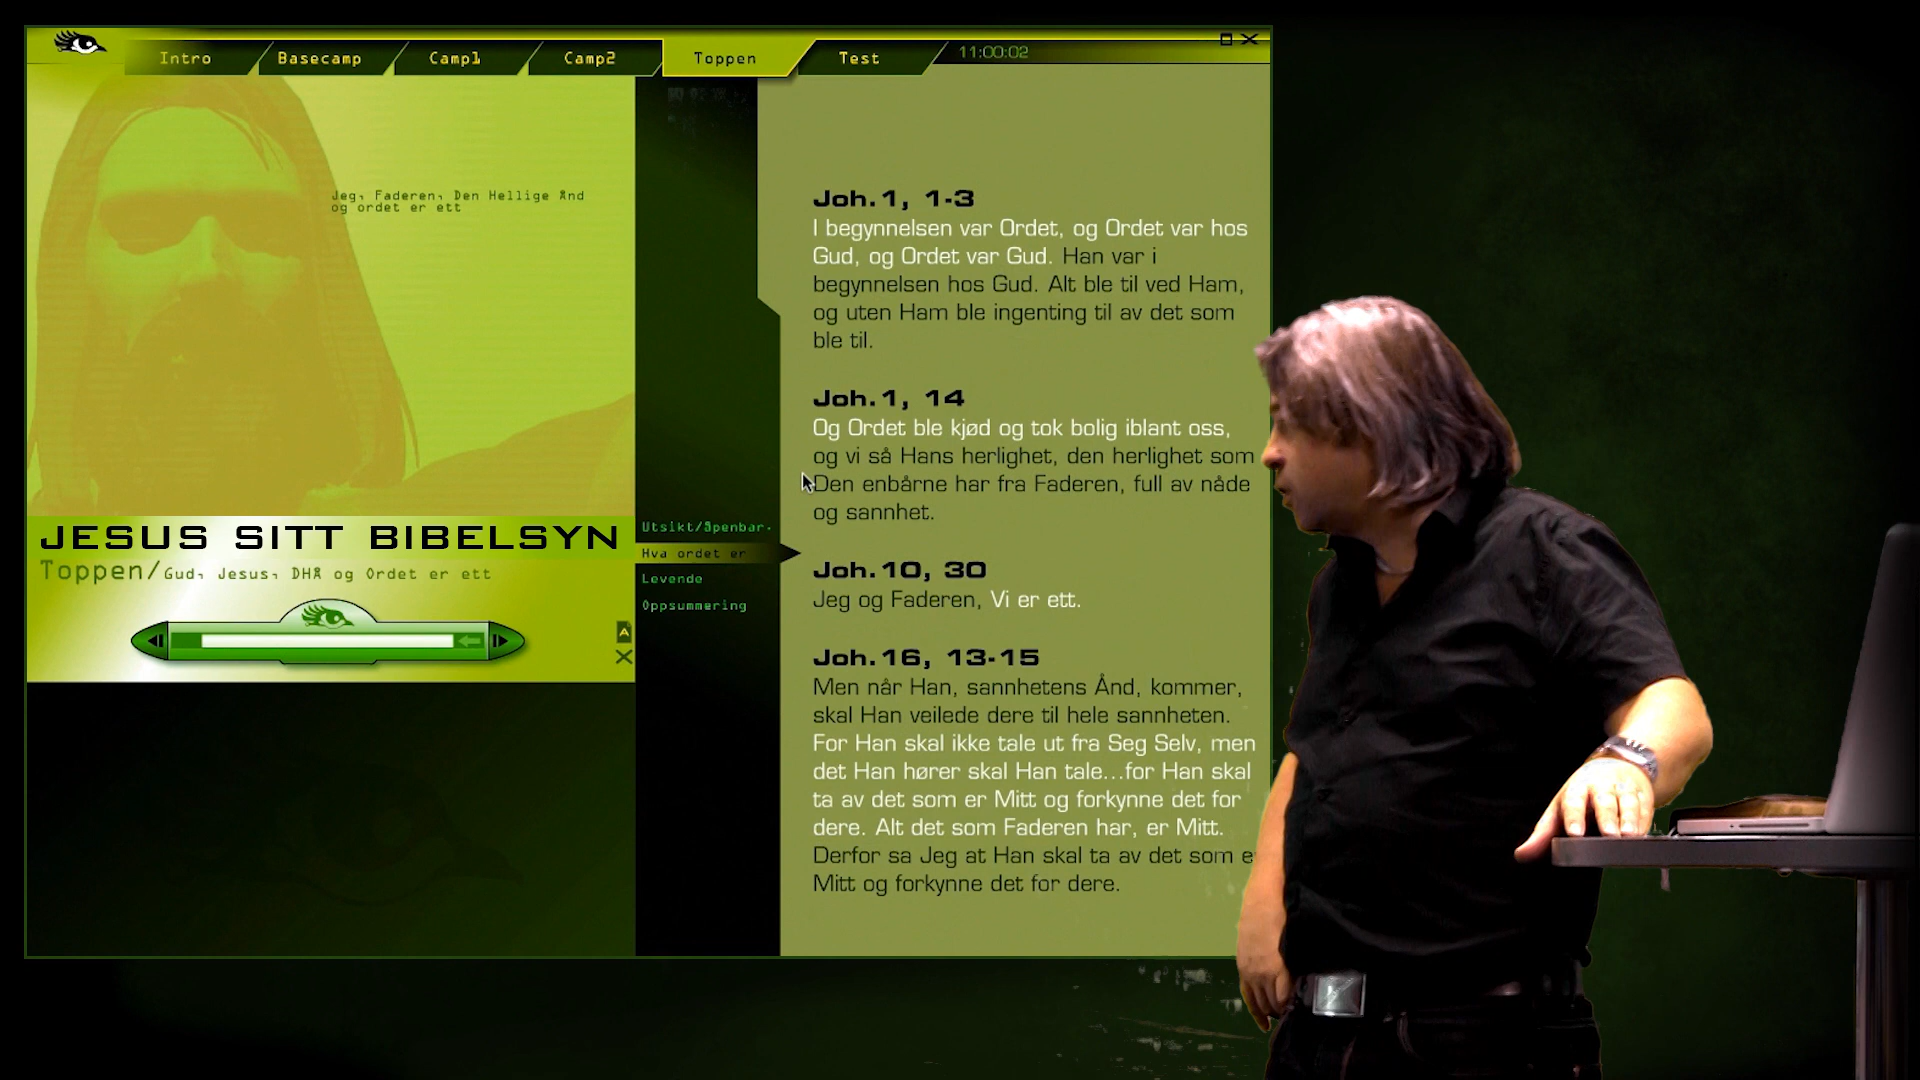 Intro
Basecamp
Camp1
Camp2
Toppen
Test
11:00:02
Jeg, Faderen, Den Hellige Ånd
og ordet er ett
JESUS SITT BIBELSYN
Toppen/Gud, Jesus, DHÅ og Ordet er ett
A
Utsikt/Åpenbar.
Hva ordet er
Levende
Oppsummering
Joh.1, 1-3
I begynnelsen var Ordet, og Ordet var hos
Gud, og Ordet var Gud. Han var i
begynnelsen hos Gud. Alt ble til ved Ham,
og uten Ham ble ingenting til av det som
ble til.
Joh.1, 14
Og Ordet ble kjød og tok bolig iblant oss,
og vi så Hans herlighet, den herlighet som
Den enbårne har fra Faderen, full av nåde
og sannhet.
Joh.10, 30
Jeg og Faderen, Vi er ett.
Joh.16, 13-15
Men når Han, sannhetens Ånd, kommer,
skal Han veilede dere til hele sannheten.
For Han skal ikke tale ut fra Seg Selv, men
det Han hører skal Han tale...for Han skal
ta av det som er Mitt og forkynne det for
dere. Alt det som Faderen har, er Mitt.
Derfor sa Jeg at Han skal ta av det som e
Mitt og forkynne det for dere.